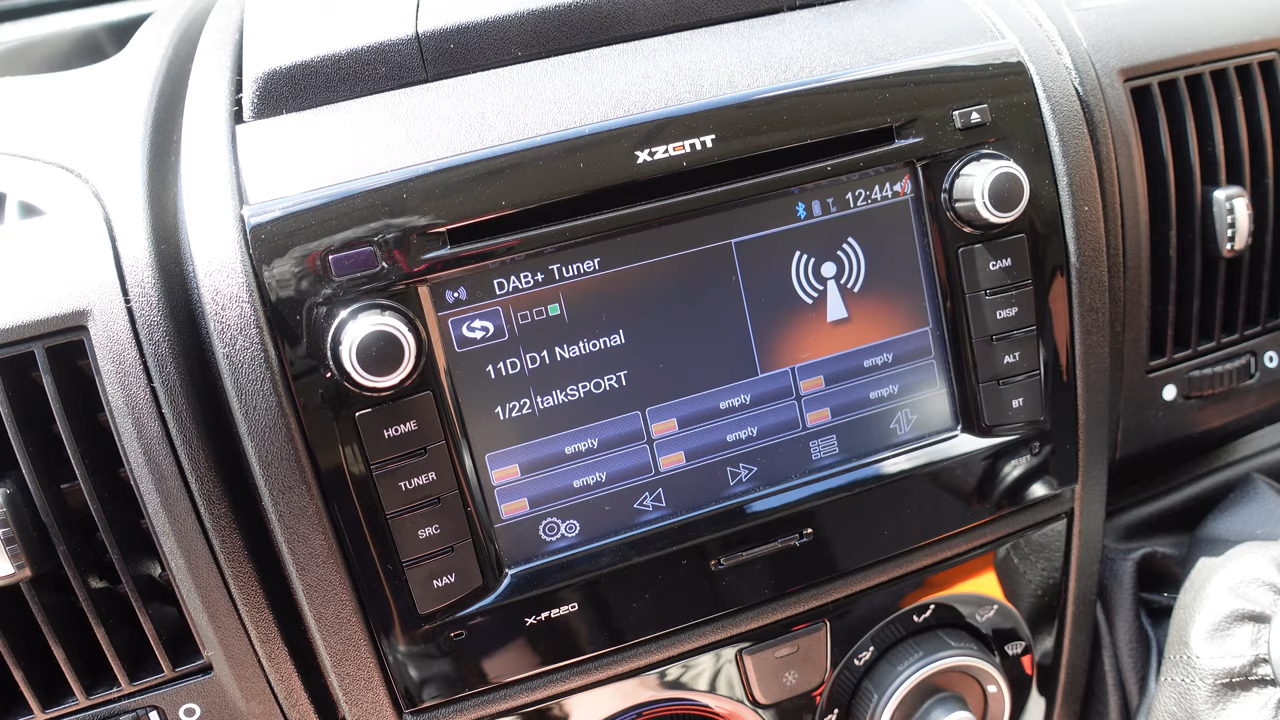 XZENT
12:44
DAB+ Tuner
11D D1 National
1/22 talkSPORT
empty
empty
empty
empty
empty
empty
HOME
TUNER
SRC
NAV
CAM
DISP
ALT
BT
RESET
X-F220